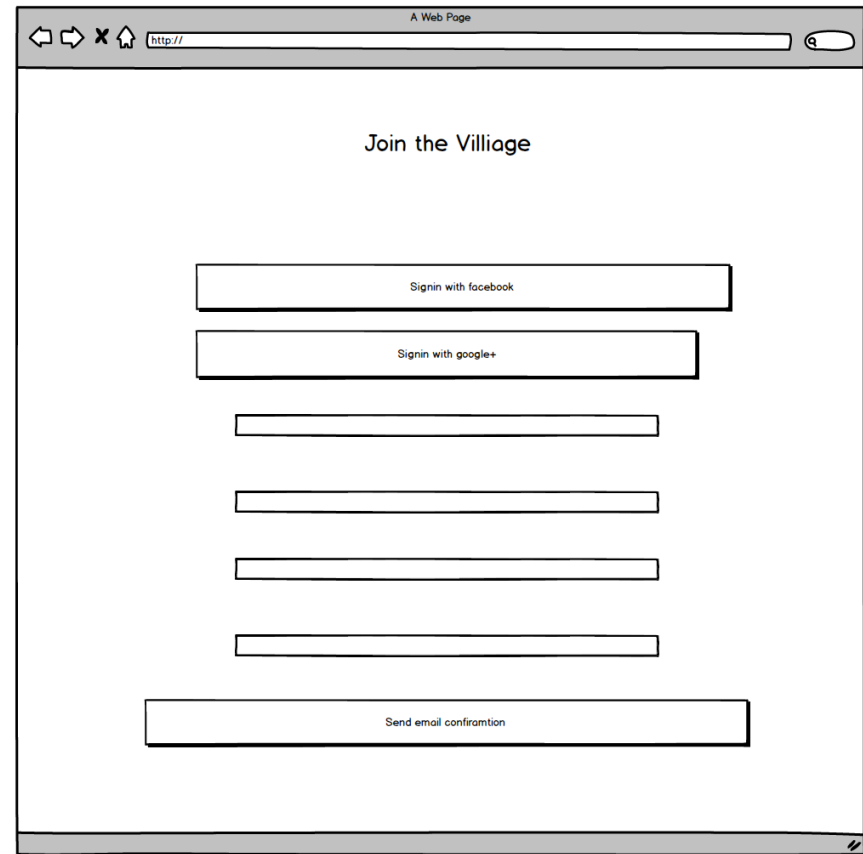 A Web Page
http://
Join the Villiage
Signin with facebook
Signin with google+
Send email confiramtion